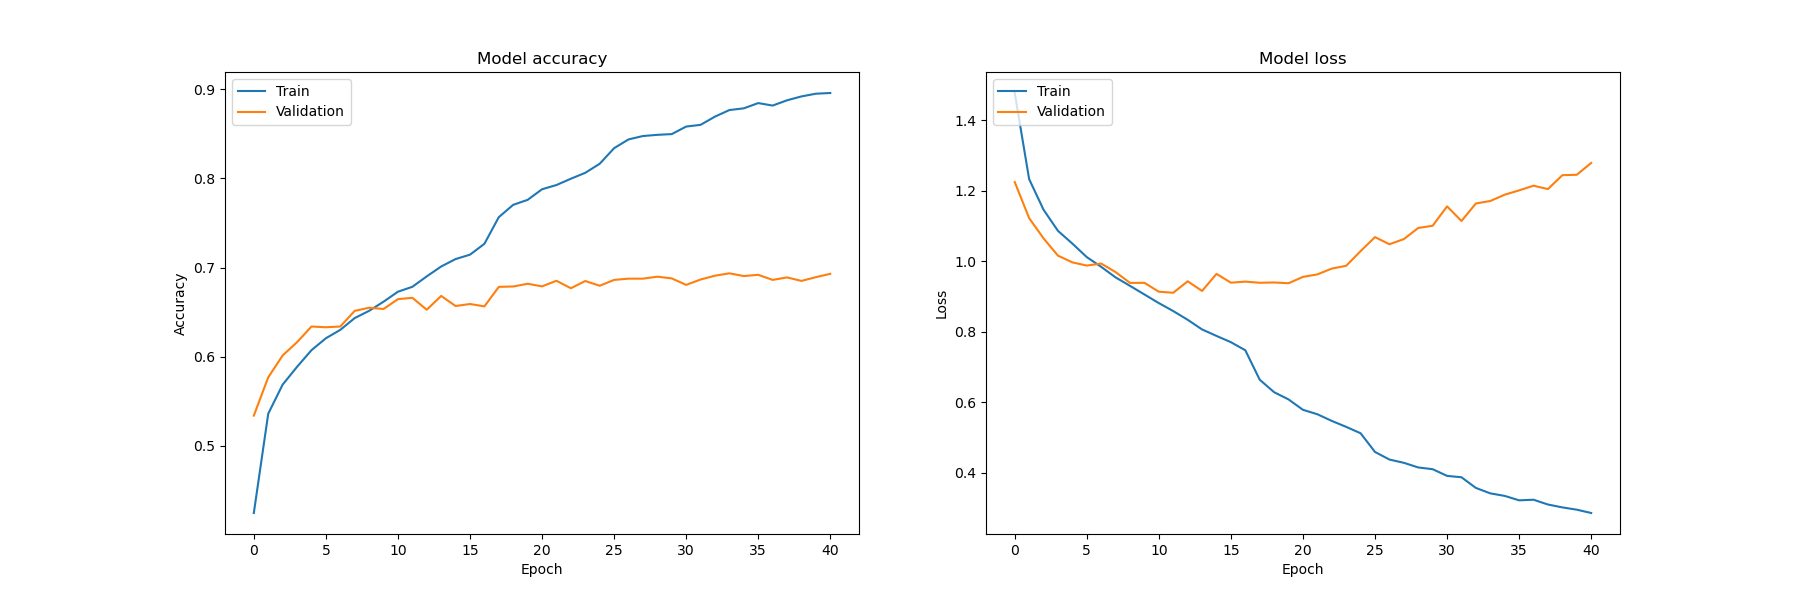 Model accuracy
Train
Validation
0.9
0.8
0.7
0.6
0.5
Accuracy
0 5 10 15 20 25 30 35 40
Epoch
Model loss
Train
Validation
1.4
1.2
1.0
0.8
0.6
0.4
Loss
0 5 10 15 20 25 30 35 40
Epoch